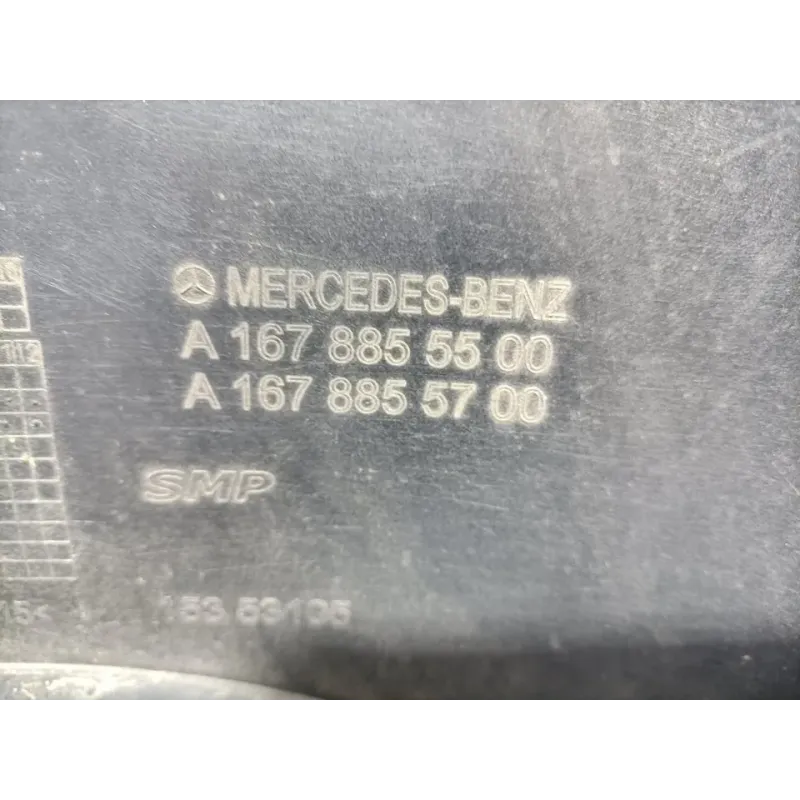 MERCEDES-BENZ
A 167 885 55 00
A 167 885 57 00
SMP